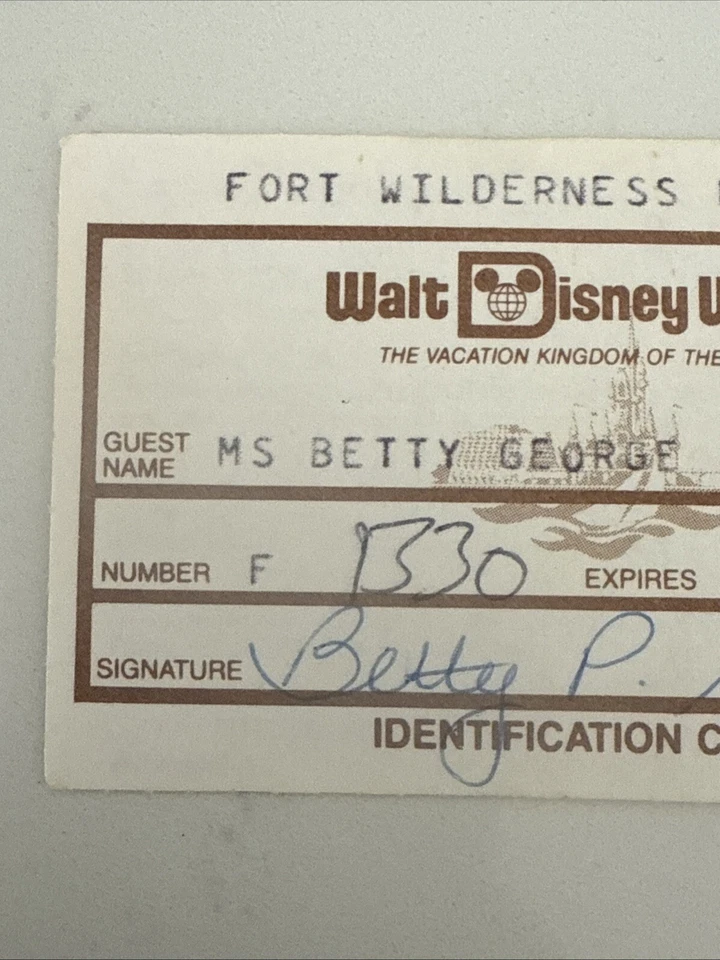 FORT WILDERNESS
Walt Disney W
THE VACATION KINGDOM OF THE
GUEST NAME MS BETTY GEORGE
NUMBER F 1330 EXPIRES
SIGNATURE Betty P.
IDENTIFICATION C